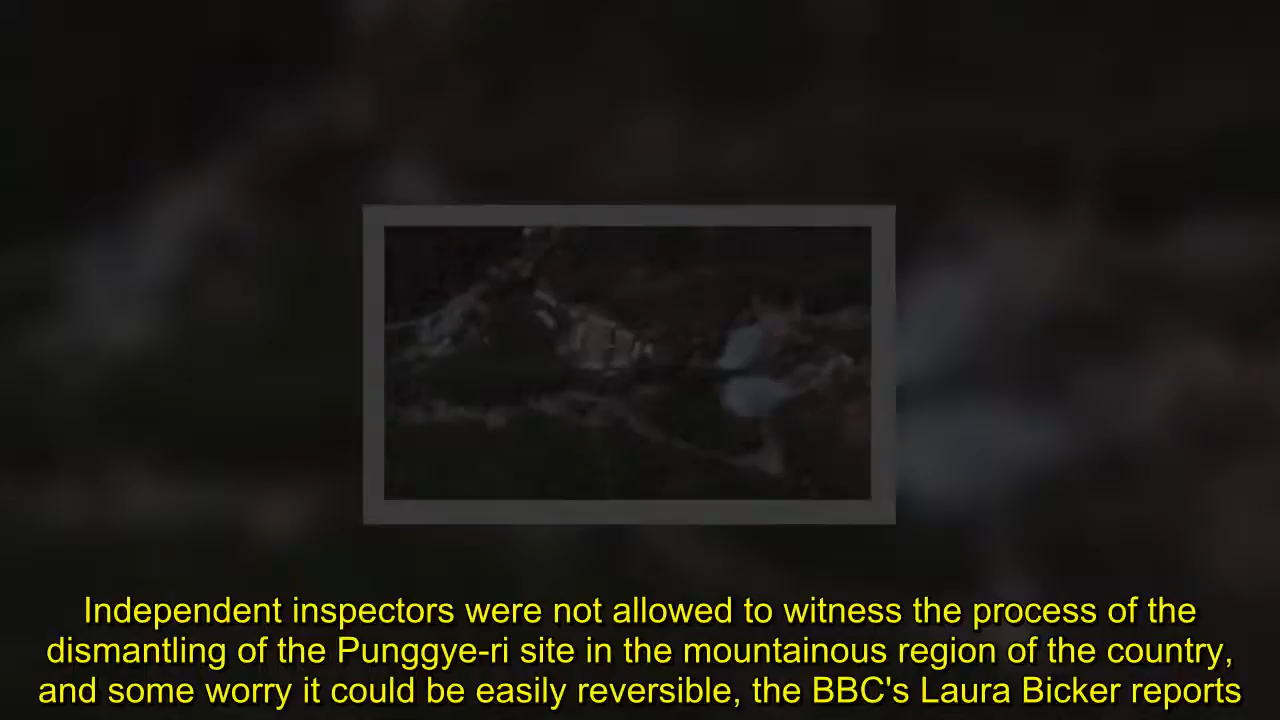 Independent inspectors were not allowed to witness the process of the
dismantling of the Punggye-ri site in the mountainous region of the country,
and some worry it could be easily reversible, the BBC's Laura Bicker reports